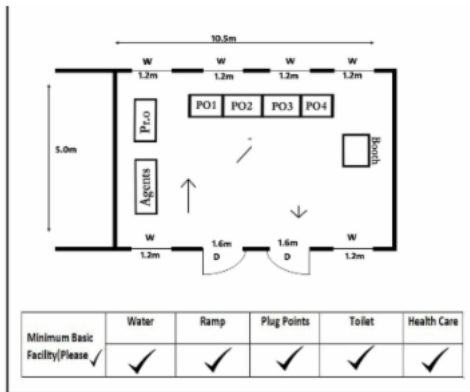 10.5m
W W W W
1.2m 1.2m 1.2m 1.2m
PO1 PO2 PO3 PO4
Pr.o
Booth
5.0m
Agents
W 1.6m 1.6m W
1.2m D D 1.2m
Water Ramp Plug Points Toilet Health Care
Minimum Basic
Facility(Please ✓ ✓ ✓ ✓ ✓ ✓